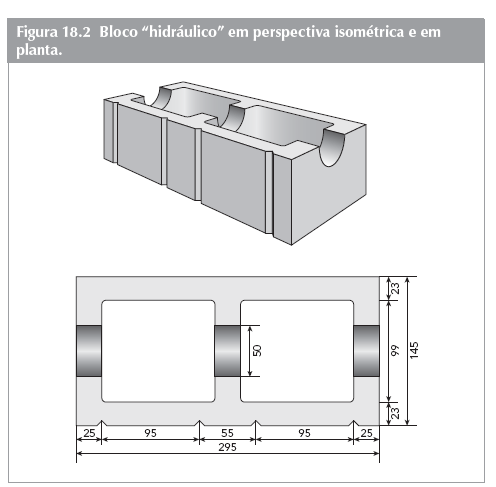 Figura 18.2 Bloco “hidráulico” em perspectiva isométrica e em
planta.
23
50
99
145
23
25 95 55 95 25
295